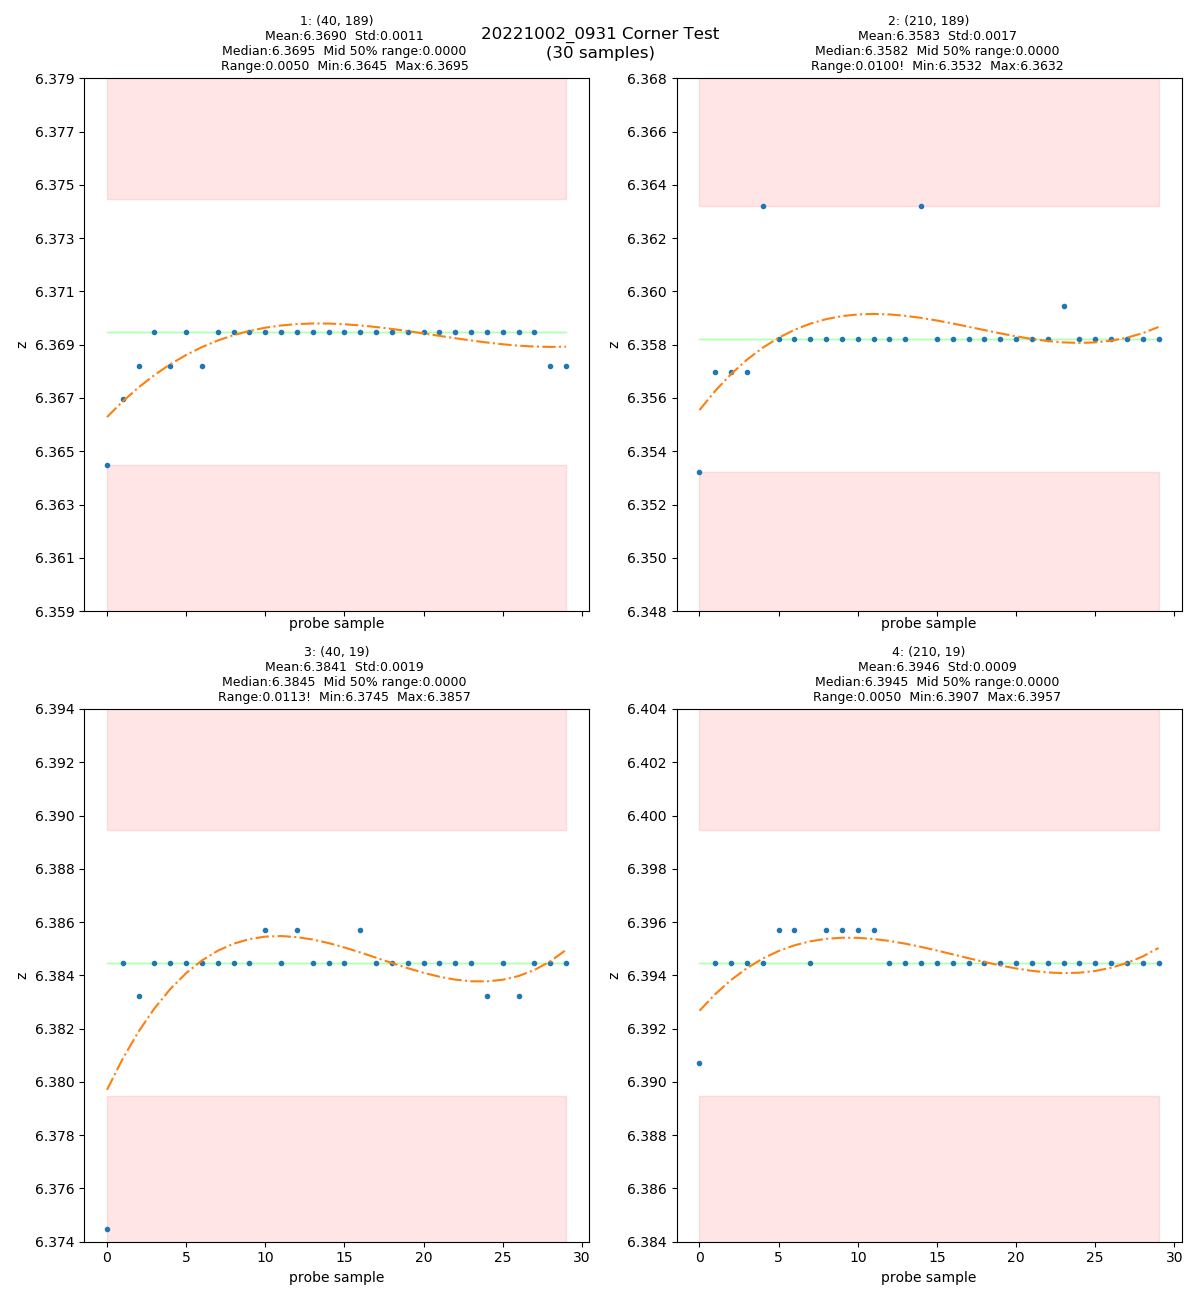 20221002_0931 Corner Test
(30 samples)
1: (40, 189)
Mean:6.3690  Std:0.0011
Median:6.3695  Mid 50% range:0.0000
Range:0.0050  Min:6.3645  Max:6.3695
6.379
6.377
6.375
6.373
6.371
6.369
6.367
6.365
6.363
6.361
6.359
z
probe sample
2: (210, 189)
Mean:6.3583  Std:0.0017
Median:6.3582  Mid 50% range:0.0000
Range:0.0100!  Min:6.3532  Max:6.3632
6.368
6.366
6.364
6.362
6.360
6.358
6.356
6.354
6.352
6.350
6.348
z
probe sample
3: (40, 19)
Mean:6.3841  Std:0.0019
Median:6.3845  Mid 50% range:0.0000
Range:0.0113!  Min:6.3745  Max:6.3857
6.394
6.392
6.390
6.388
6.386
6.384
6.382
6.380
6.378
6.376
6.374
z
0 5 10 15 20 25 30
probe sample
4: (210, 19)
Mean:6.3946  Std:0.0009
Median:6.3945  Mid 50% range:0.0000
Range:0.0050  Min:6.3907  Max:6.3957
6.404
6.402
6.400
6.398
6.396
6.394
6.392
6.390
6.388
6.386
6.384
z
0 5 10 15 20 25 30
probe sample